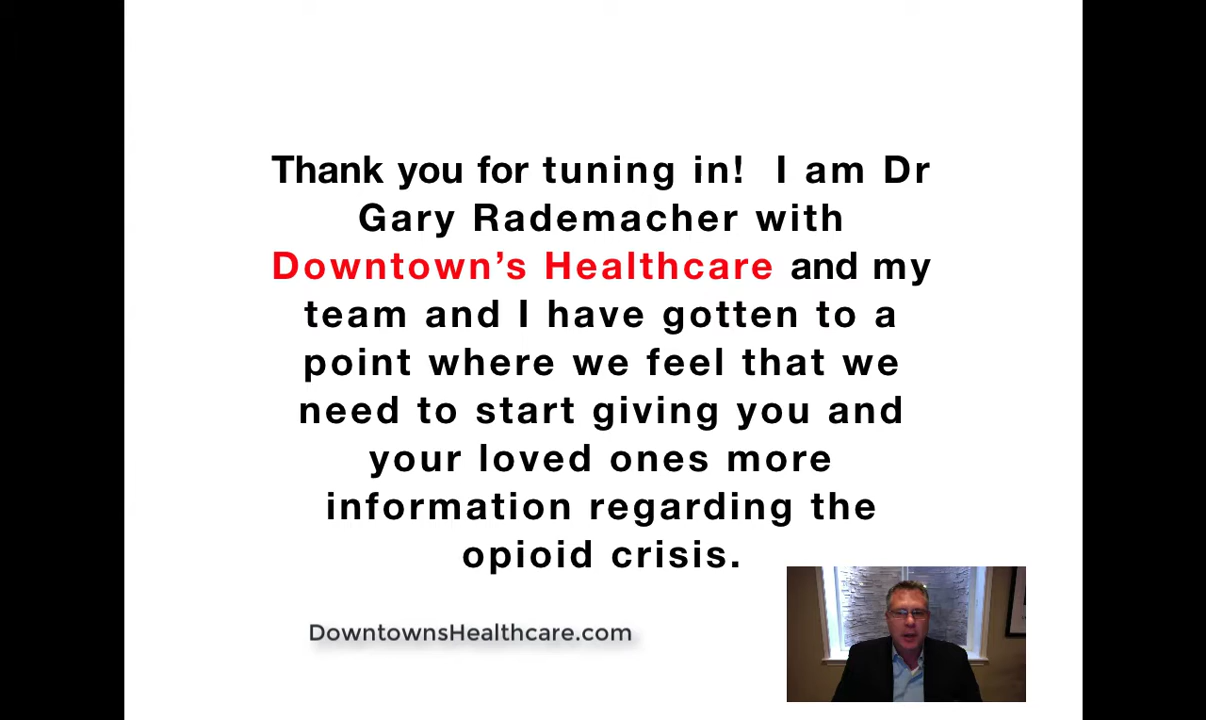 Thank you for tuning in! I am Dr
Gary Rademacher with
Downtown’s Healthcare and my
team and I have gotten to a
point where we feel that we
need to start giving you and
your loved ones more
information regarding the
opioid crisis.
DowntownsHealthcare.com